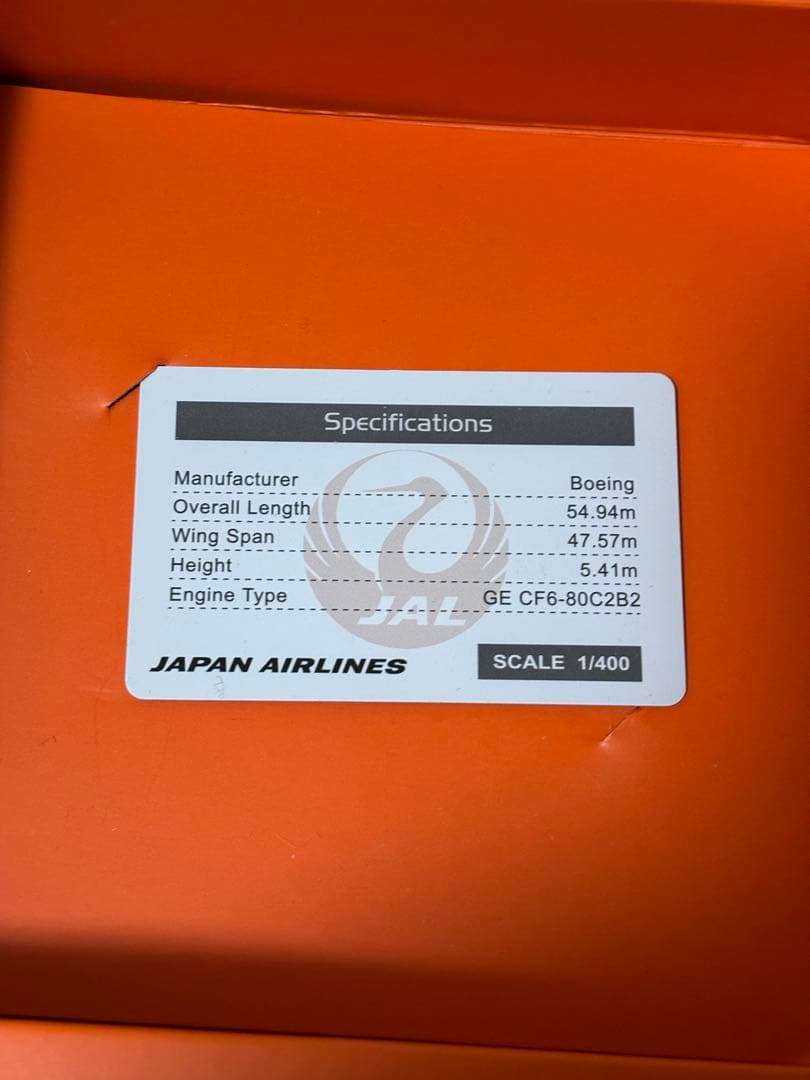 Specifications
Manufacturer Boeing
Overall Length 54.94m
Wing Span 47.57m
Height 5.41m
Engine Type GE CF6-80C2B2
JAL
JAPAN AIRLINES SCALE 1/400